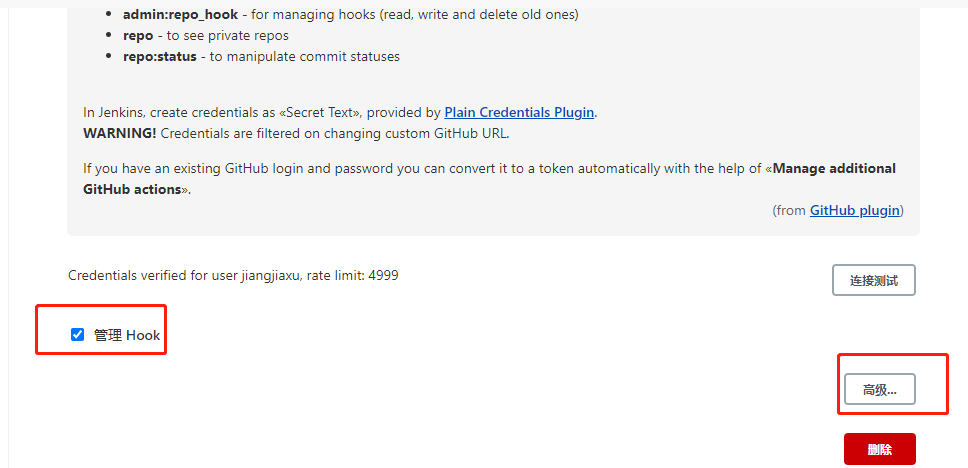 admin:repo_hook - for managing hooks (read, write and delete old ones)
repo - to see private repos
repo:status - to manipulate commit statuses
In Jenkins, create credentials as «Secret Text», provided by Plain Credentials Plugin.
WARNING! Credentials are filtered on changing custom GitHub URL.
If you have an existing GitHub login and password you can convert it to a token automatically with the help of «Manage additional
GitHub actions».
(from GitHub plugin)
Credentials verified for user jiangjiaxu, rate limit: 4999
连接测试
管理 Hook
高级...
删除